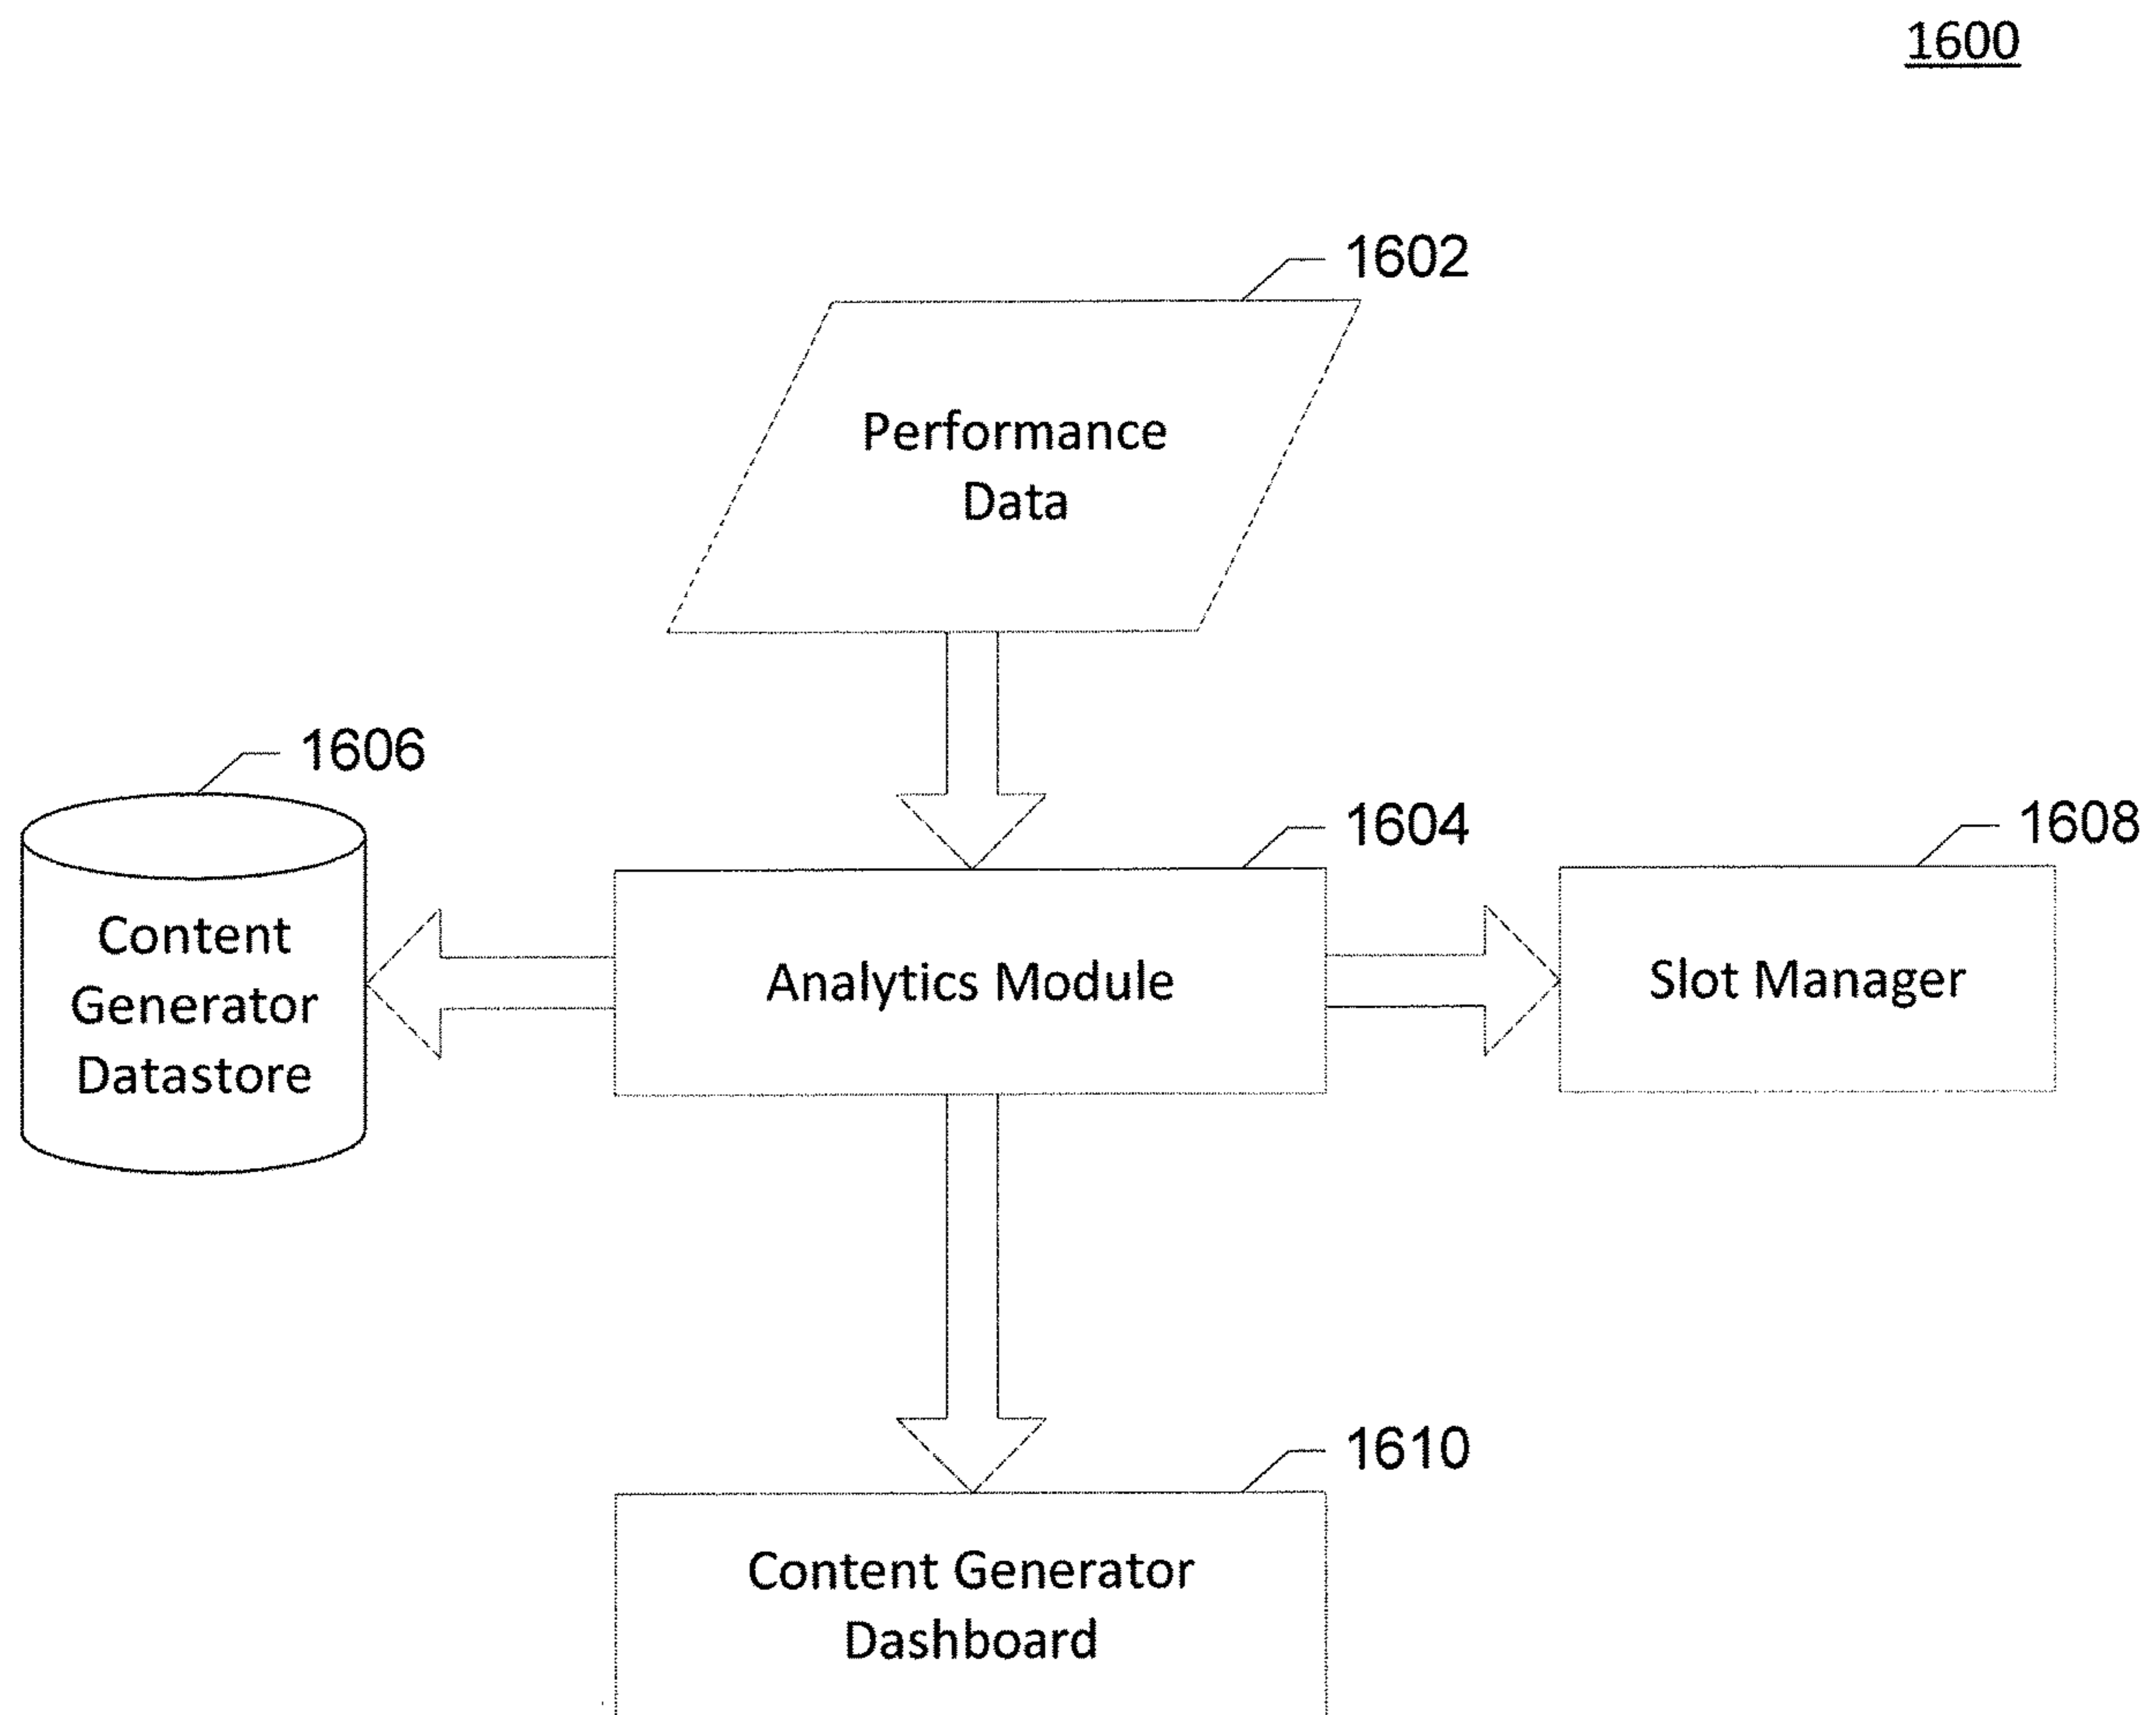 1600
1602
Performance
Data
1606
1604
1608
Content
Generator
Datastore
Analytics Module
Slot Manager
1610
Content Generator
Dashboard